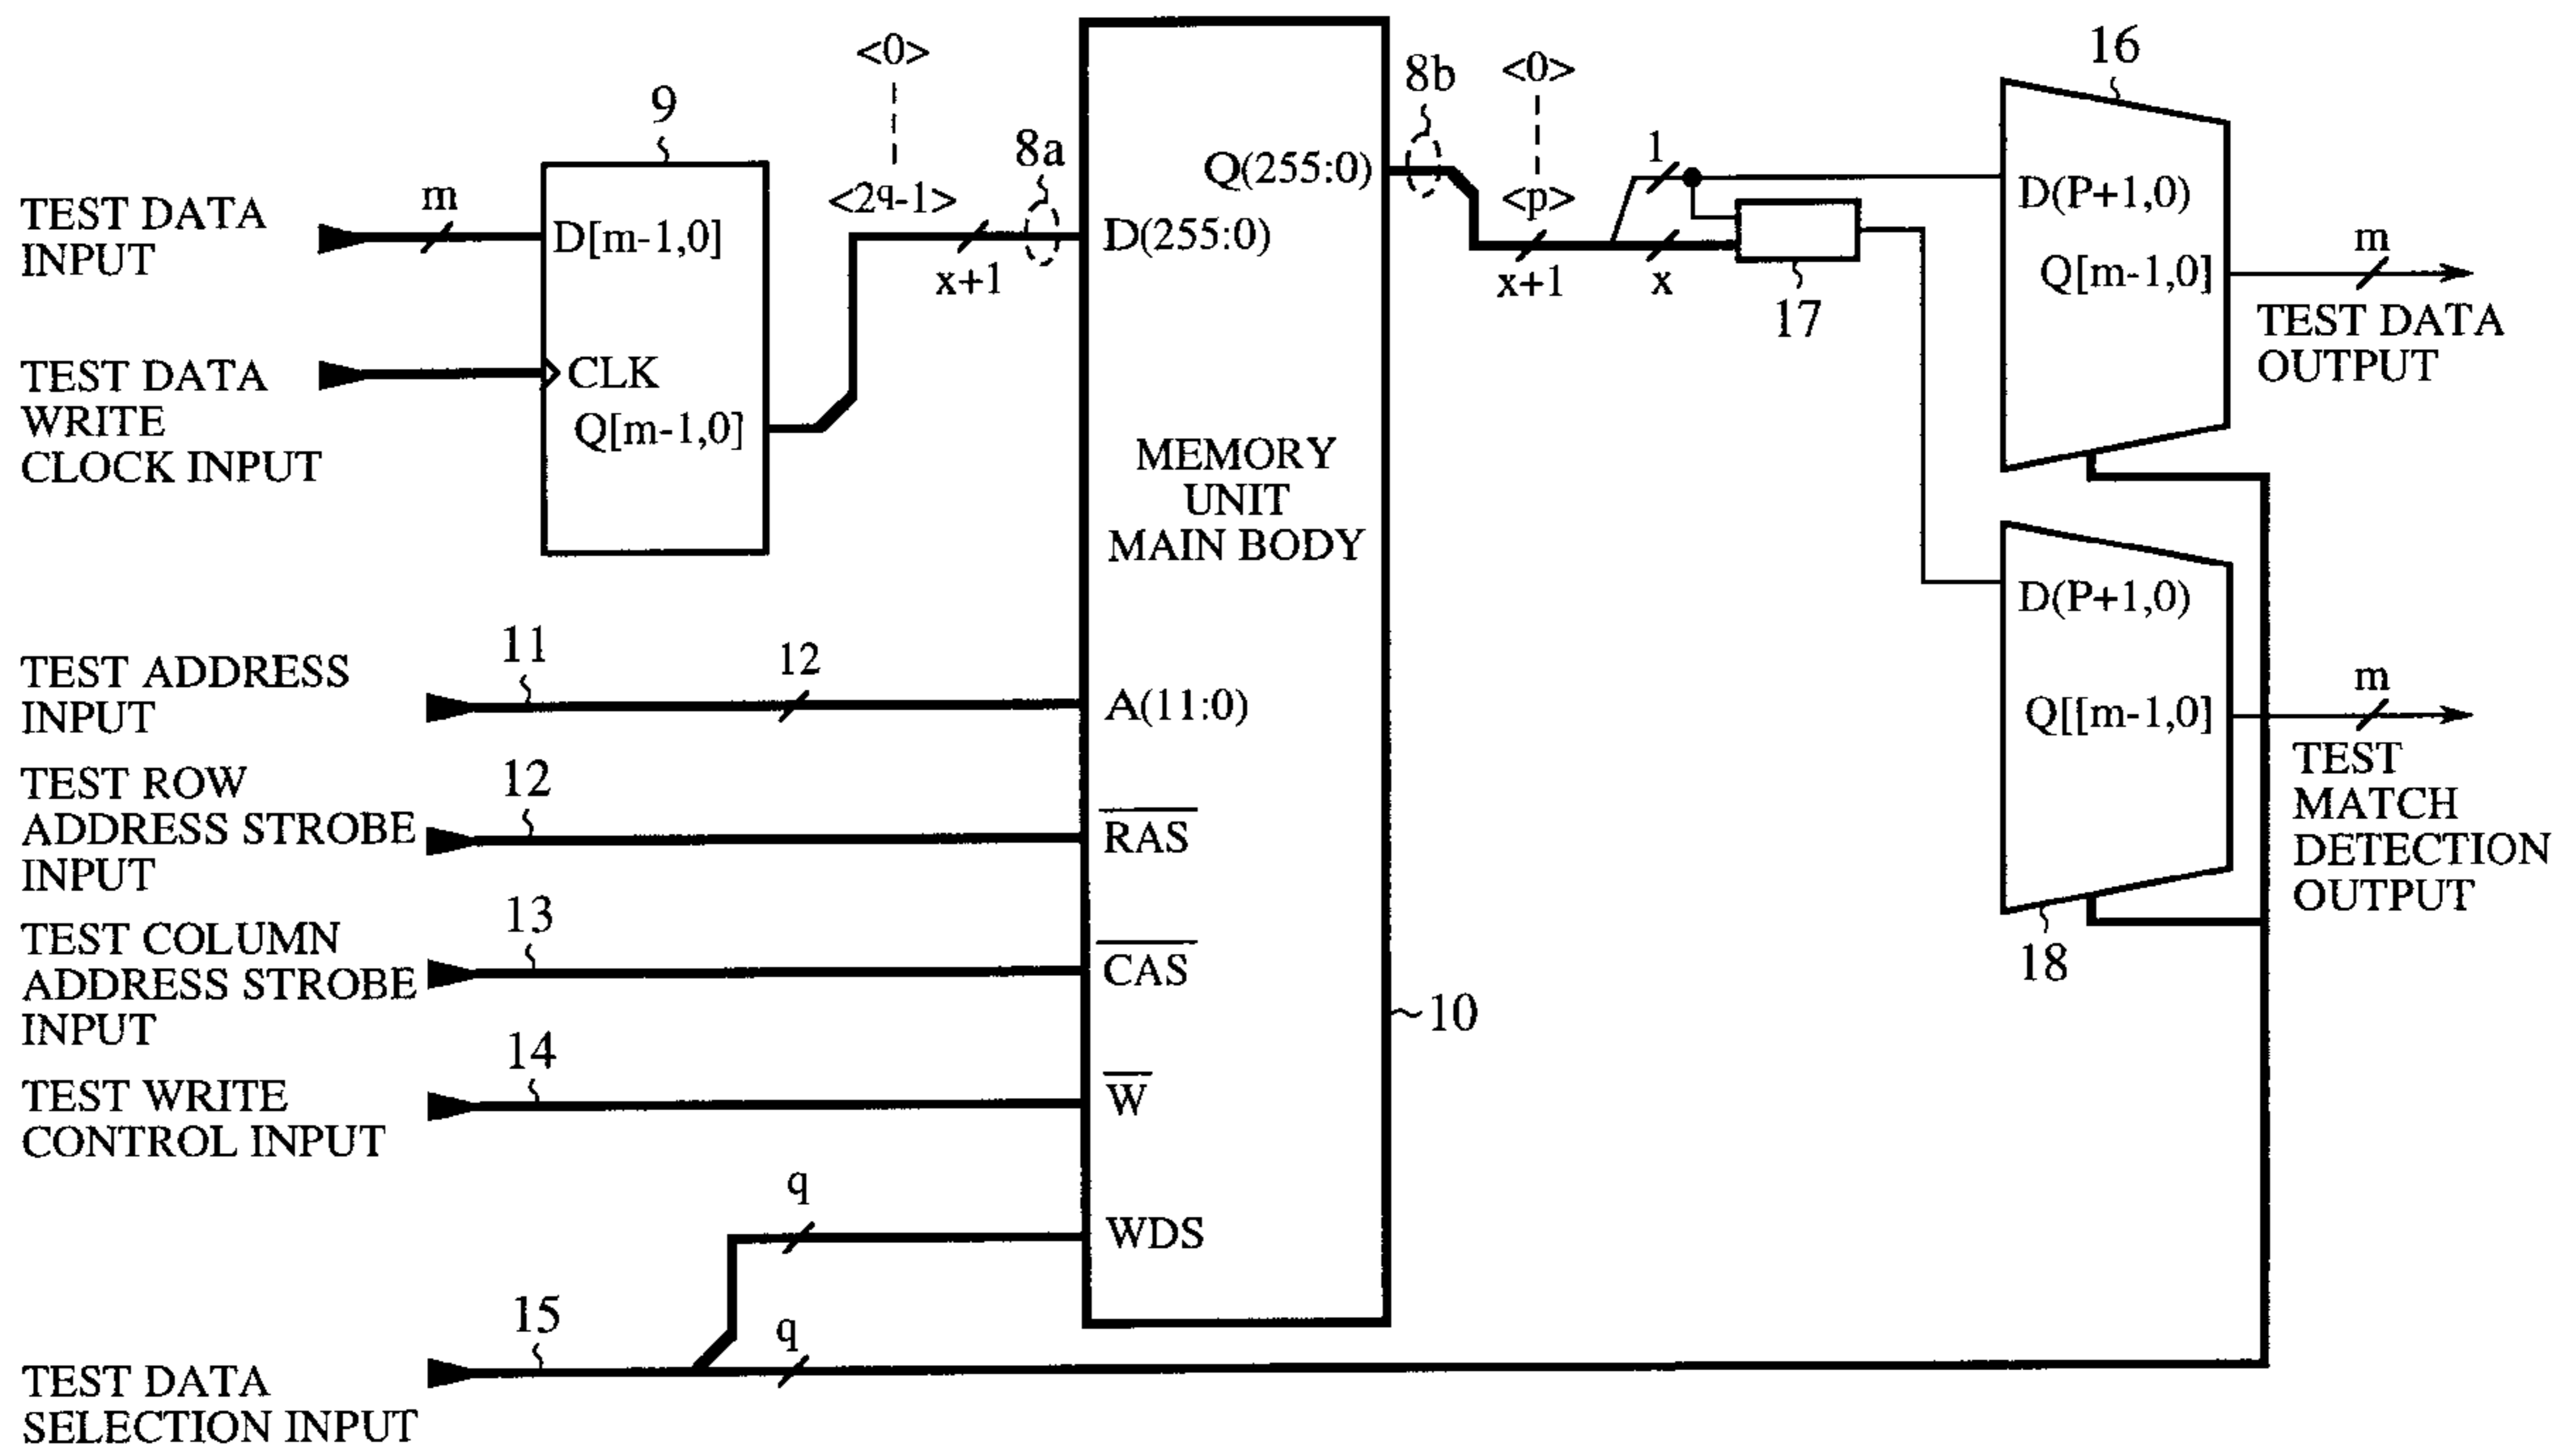 <0>
<0>
16
9
8a
8b
1
Q(255:0)
TEST DATA
INPUT
m
D[m-1,0]
<2q-1>
x+1
D(255:0)
<p>
x+1
x
17
D(P+1,0)
Q[m-1,0]
m
TEST DATA
OUTPUT
TEST DATA
WRITE
CLOCK INPUT
CLK
Q[m-1,0]
MEMORY
UNIT
MAIN BODY
D(P+1,0)
Q[[m-1,0]
m
TEST
MATCH
DETECTION
OUTPUT
18
TEST ADDRESS
INPUT
11
12
A(11:0)
TEST ROW
ADDRESS STROBE
INPUT
12
RAS
TEST COLUMN
ADDRESS STROBE
INPUT
13
CAS
10
TEST WRITE
CONTROL INPUT
14
W
q
WDS
TEST DATA
SELECTION INPUT
15
q